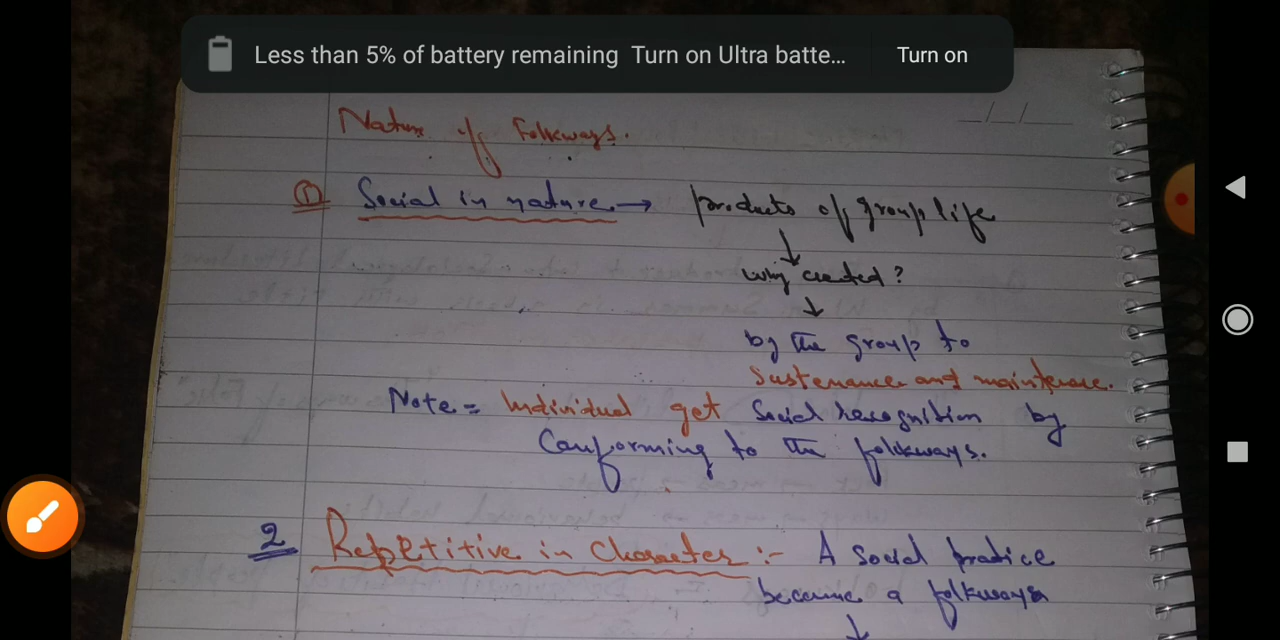 Less than 5% of battery remaining Turn on Ultra batte... Turn on
Nature of Folkways.
① Social in nature → products of group life
↓
why created?
↓
by the group to
Sustenance and maintenance.
Note = Individual get Social recognition by
Conforming to the folkways.
2 Repetitive in character :- A social practice
became a folkways
↓